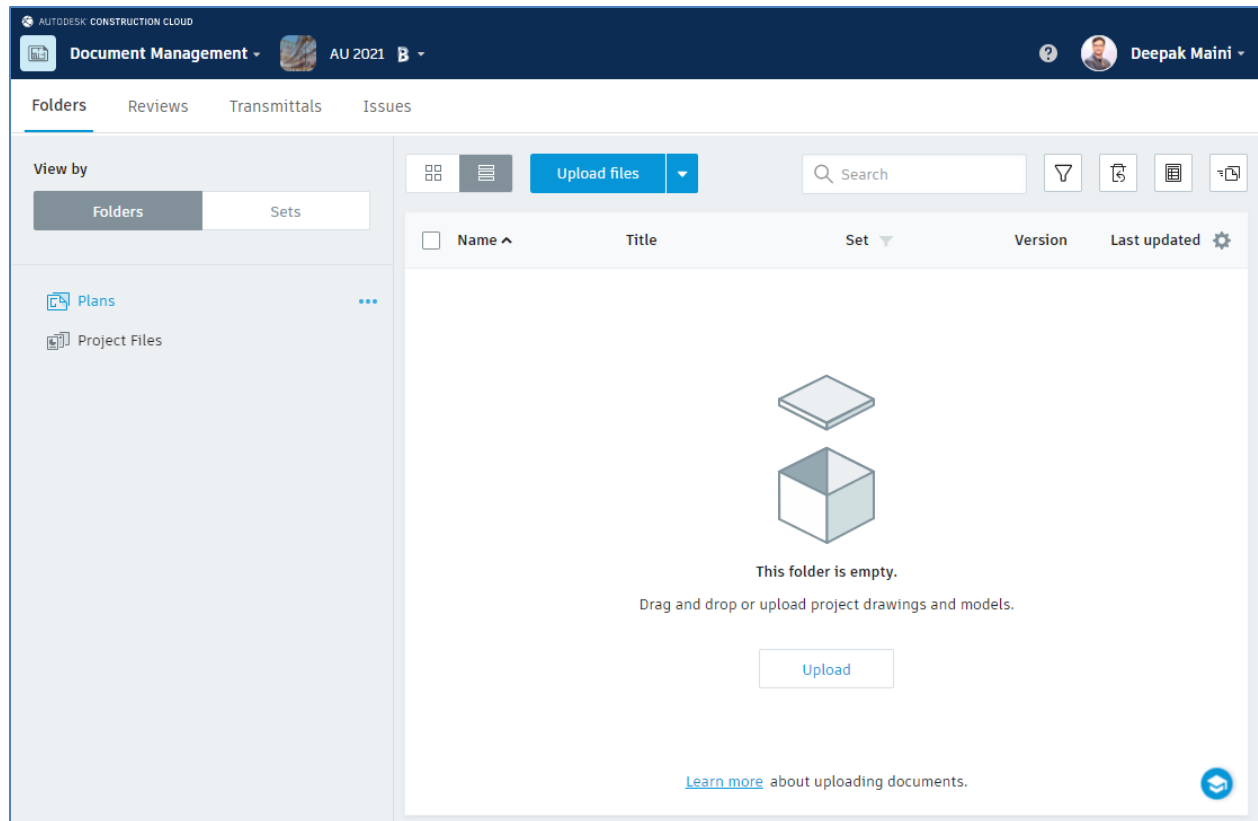 AUTODESK CONSTRUCTION CLOUD
Document Management AU 2021 B Deepak Maini
Folders Reviews Transmittals Issues
View by
Folders Sets
Plans
Project Files
Upload files Search
Name Title Set Version Last updated
This folder is empty.
Drag and drop or upload project drawings and models.
Upload
Learn more about uploading documents.